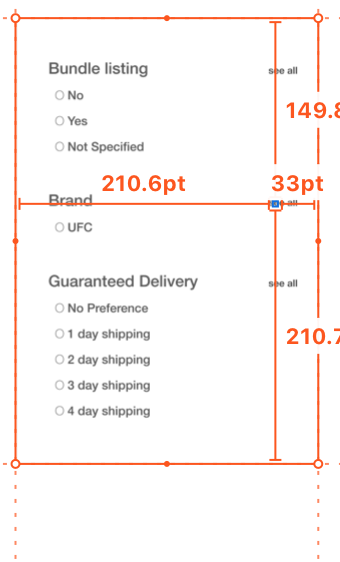 Bundle listing see all
No
149.8
Yes
Not Specified
210.6pt 33pt
Brand see all
UFC
Guaranteed Delivery see all
No Preference
1 day shipping
210.7
2 day shipping
3 day shipping
4 day shipping